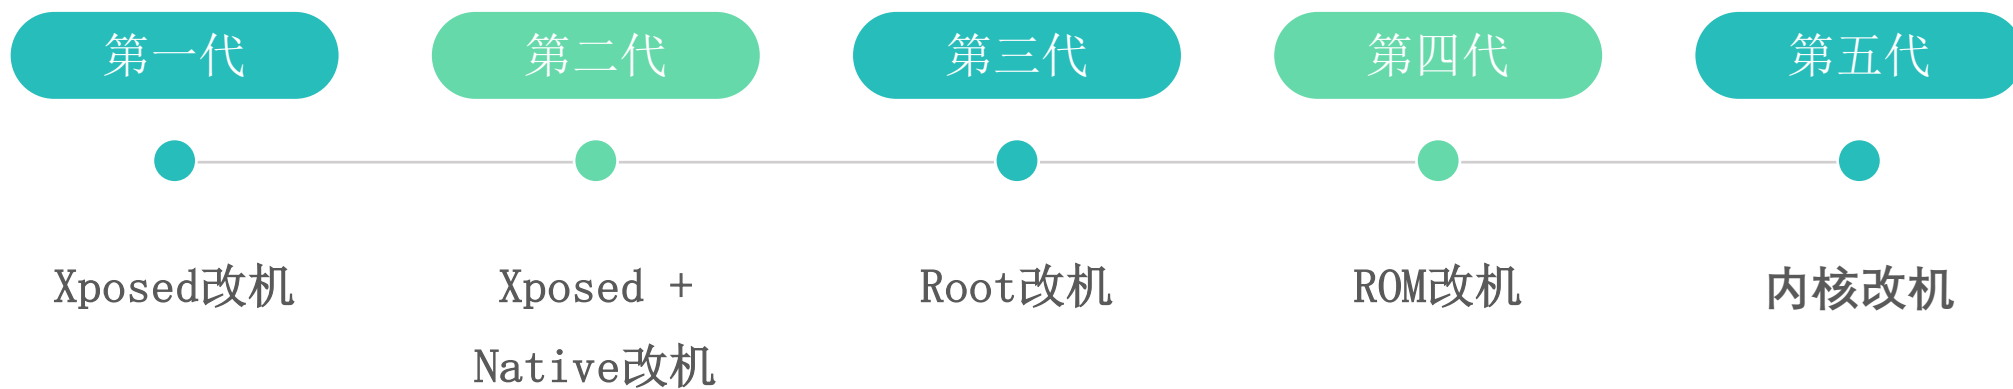 第一代
第二代
第三代
第四代
第五代
Xposed改机
Xposed +
Native改机
Root改机
ROM改机
内核改机